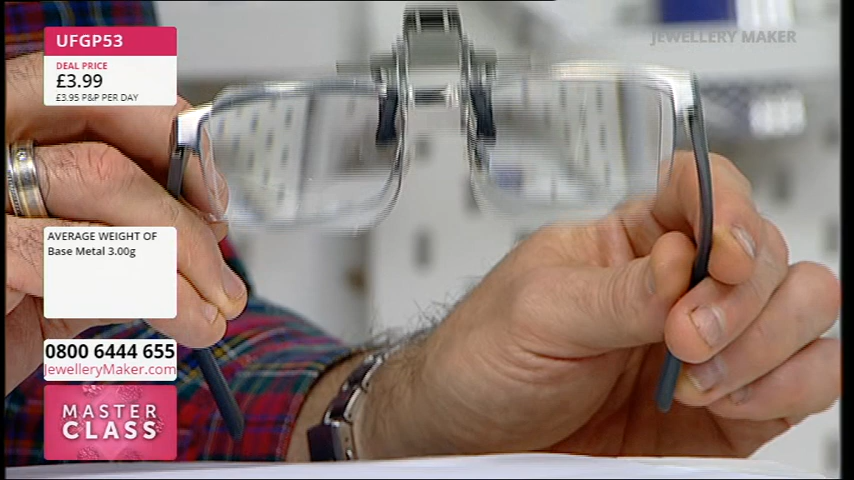 UFGP53
DEAL PRICE
£3.99
£3.95 P&P PER DAY
JEWELLERY MAKER
AVERAGE WEIGHT OF
Base Metal 3.00g
0800 6444 655
JewelleryMaker.com
MASTER
CLASS